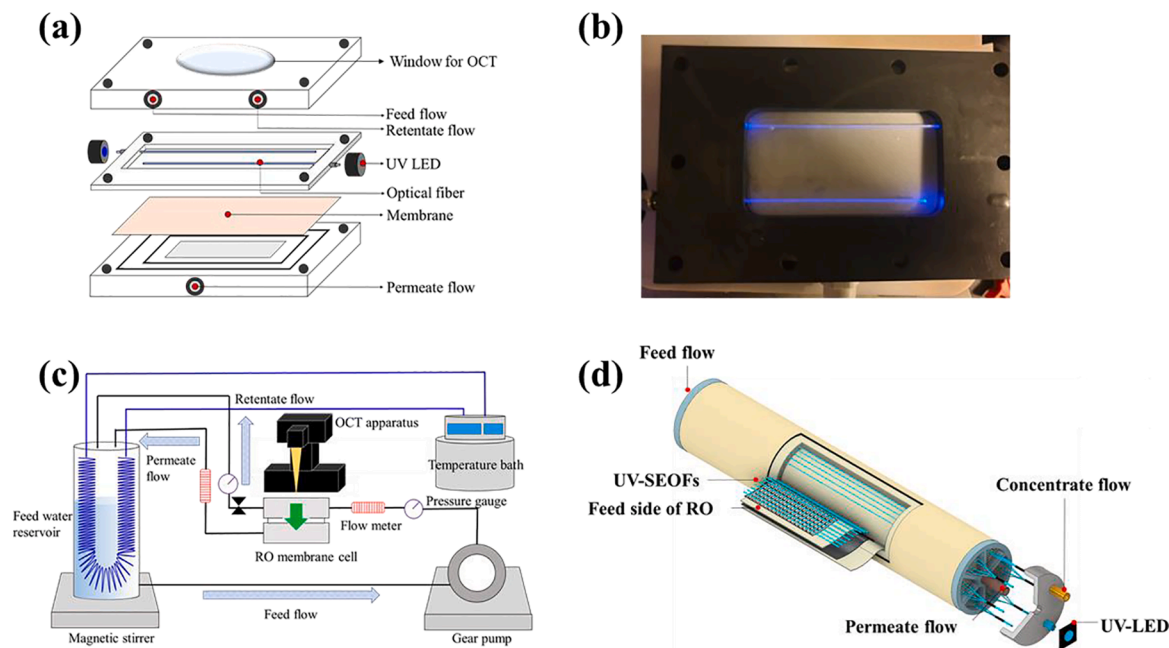 (a)
Window for OCT
Feed flow
Retentate flow
UV LED
Optical fiber
Membrane
Permeate flow
(b)
(c)
Retentate flow
OCT apparatus
Permeate
flow
Temperature bath
Feed water
reservoir
Pressure gauge
Flow meter
RO membrane cell
Feed flow
Magnetic stirrer
Gear pump
(d)
Feed flow
UV-SEOFs
Feed side of RO
Concentrate flow
Permeate flow
UV-LED